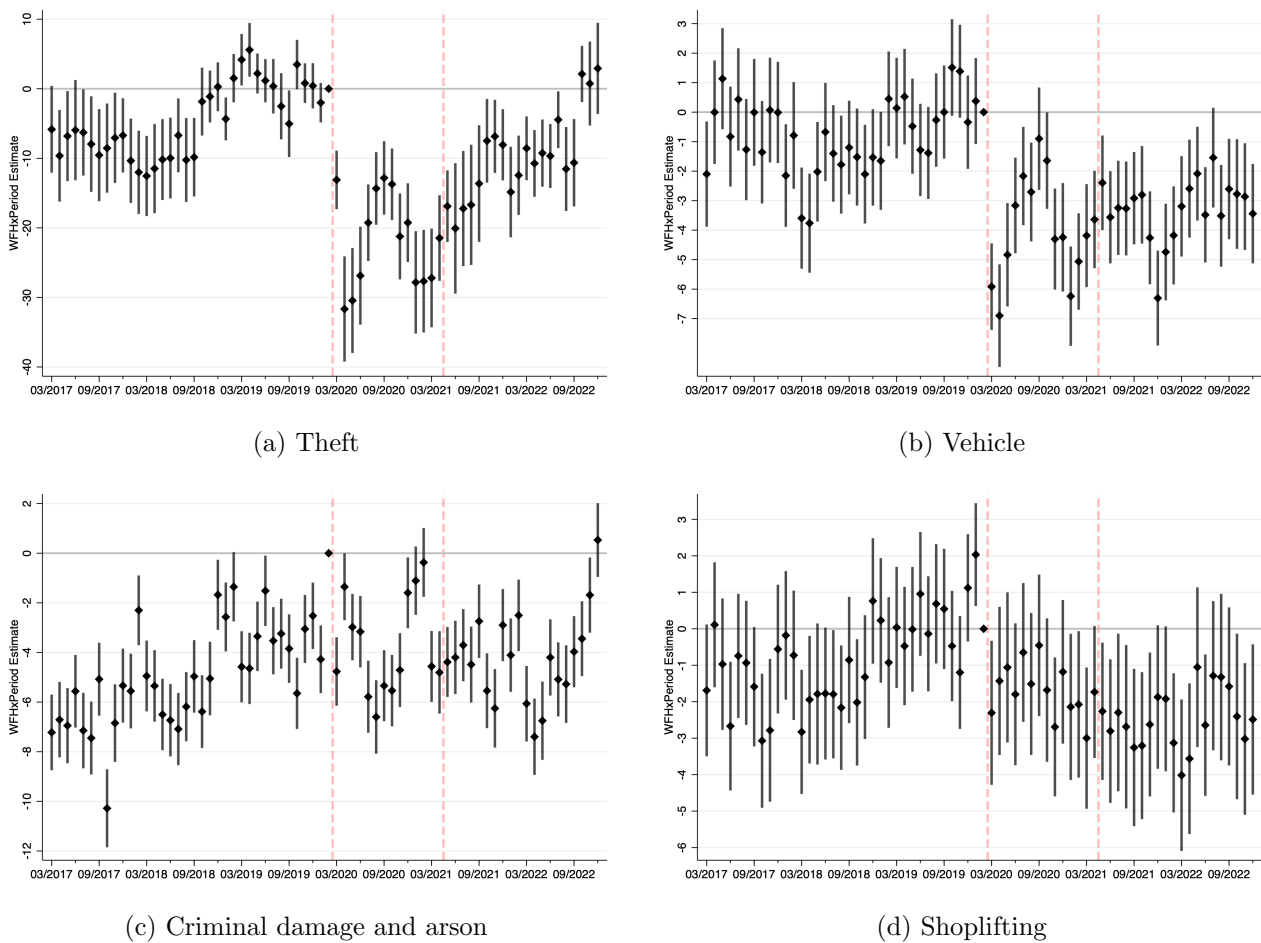 10
0
-10
-20
-30
-40
WFHxPeriod Estimate
03/2017 09/2017 03/2018 09/2018 03/2019 09/2019 03/2020 09/2020 03/2021 09/2021 03/2022 09/2022
(a) Theft
3
2
1
0
-1
-2
-3
-4
-5
-6
-7
WFHxPeriod Estimate
03/2017 09/2017 03/2018 09/2018 03/2019 09/2019 03/2020 09/2020 03/2021 09/2021 03/2022 09/2022
(b) Vehicle
2
0
-2
-4
-6
-8
-10
-12
WFHxPeriod Estimate
03/2017 09/2017 03/2018 09/2018 03/2019 09/2019 03/2020 09/2020 03/2021 09/2021 03/2022 09/2022
(c) Criminal damage and arson
3
2
1
0
-1
-2
-3
-4
-5
-6
WFHxPeriod Estimate
03/2017 09/2017 03/2018 09/2018 03/2019 09/2019 03/2020 09/2020 03/2021 09/2021 03/2022 09/2022
(d) Shoplifting